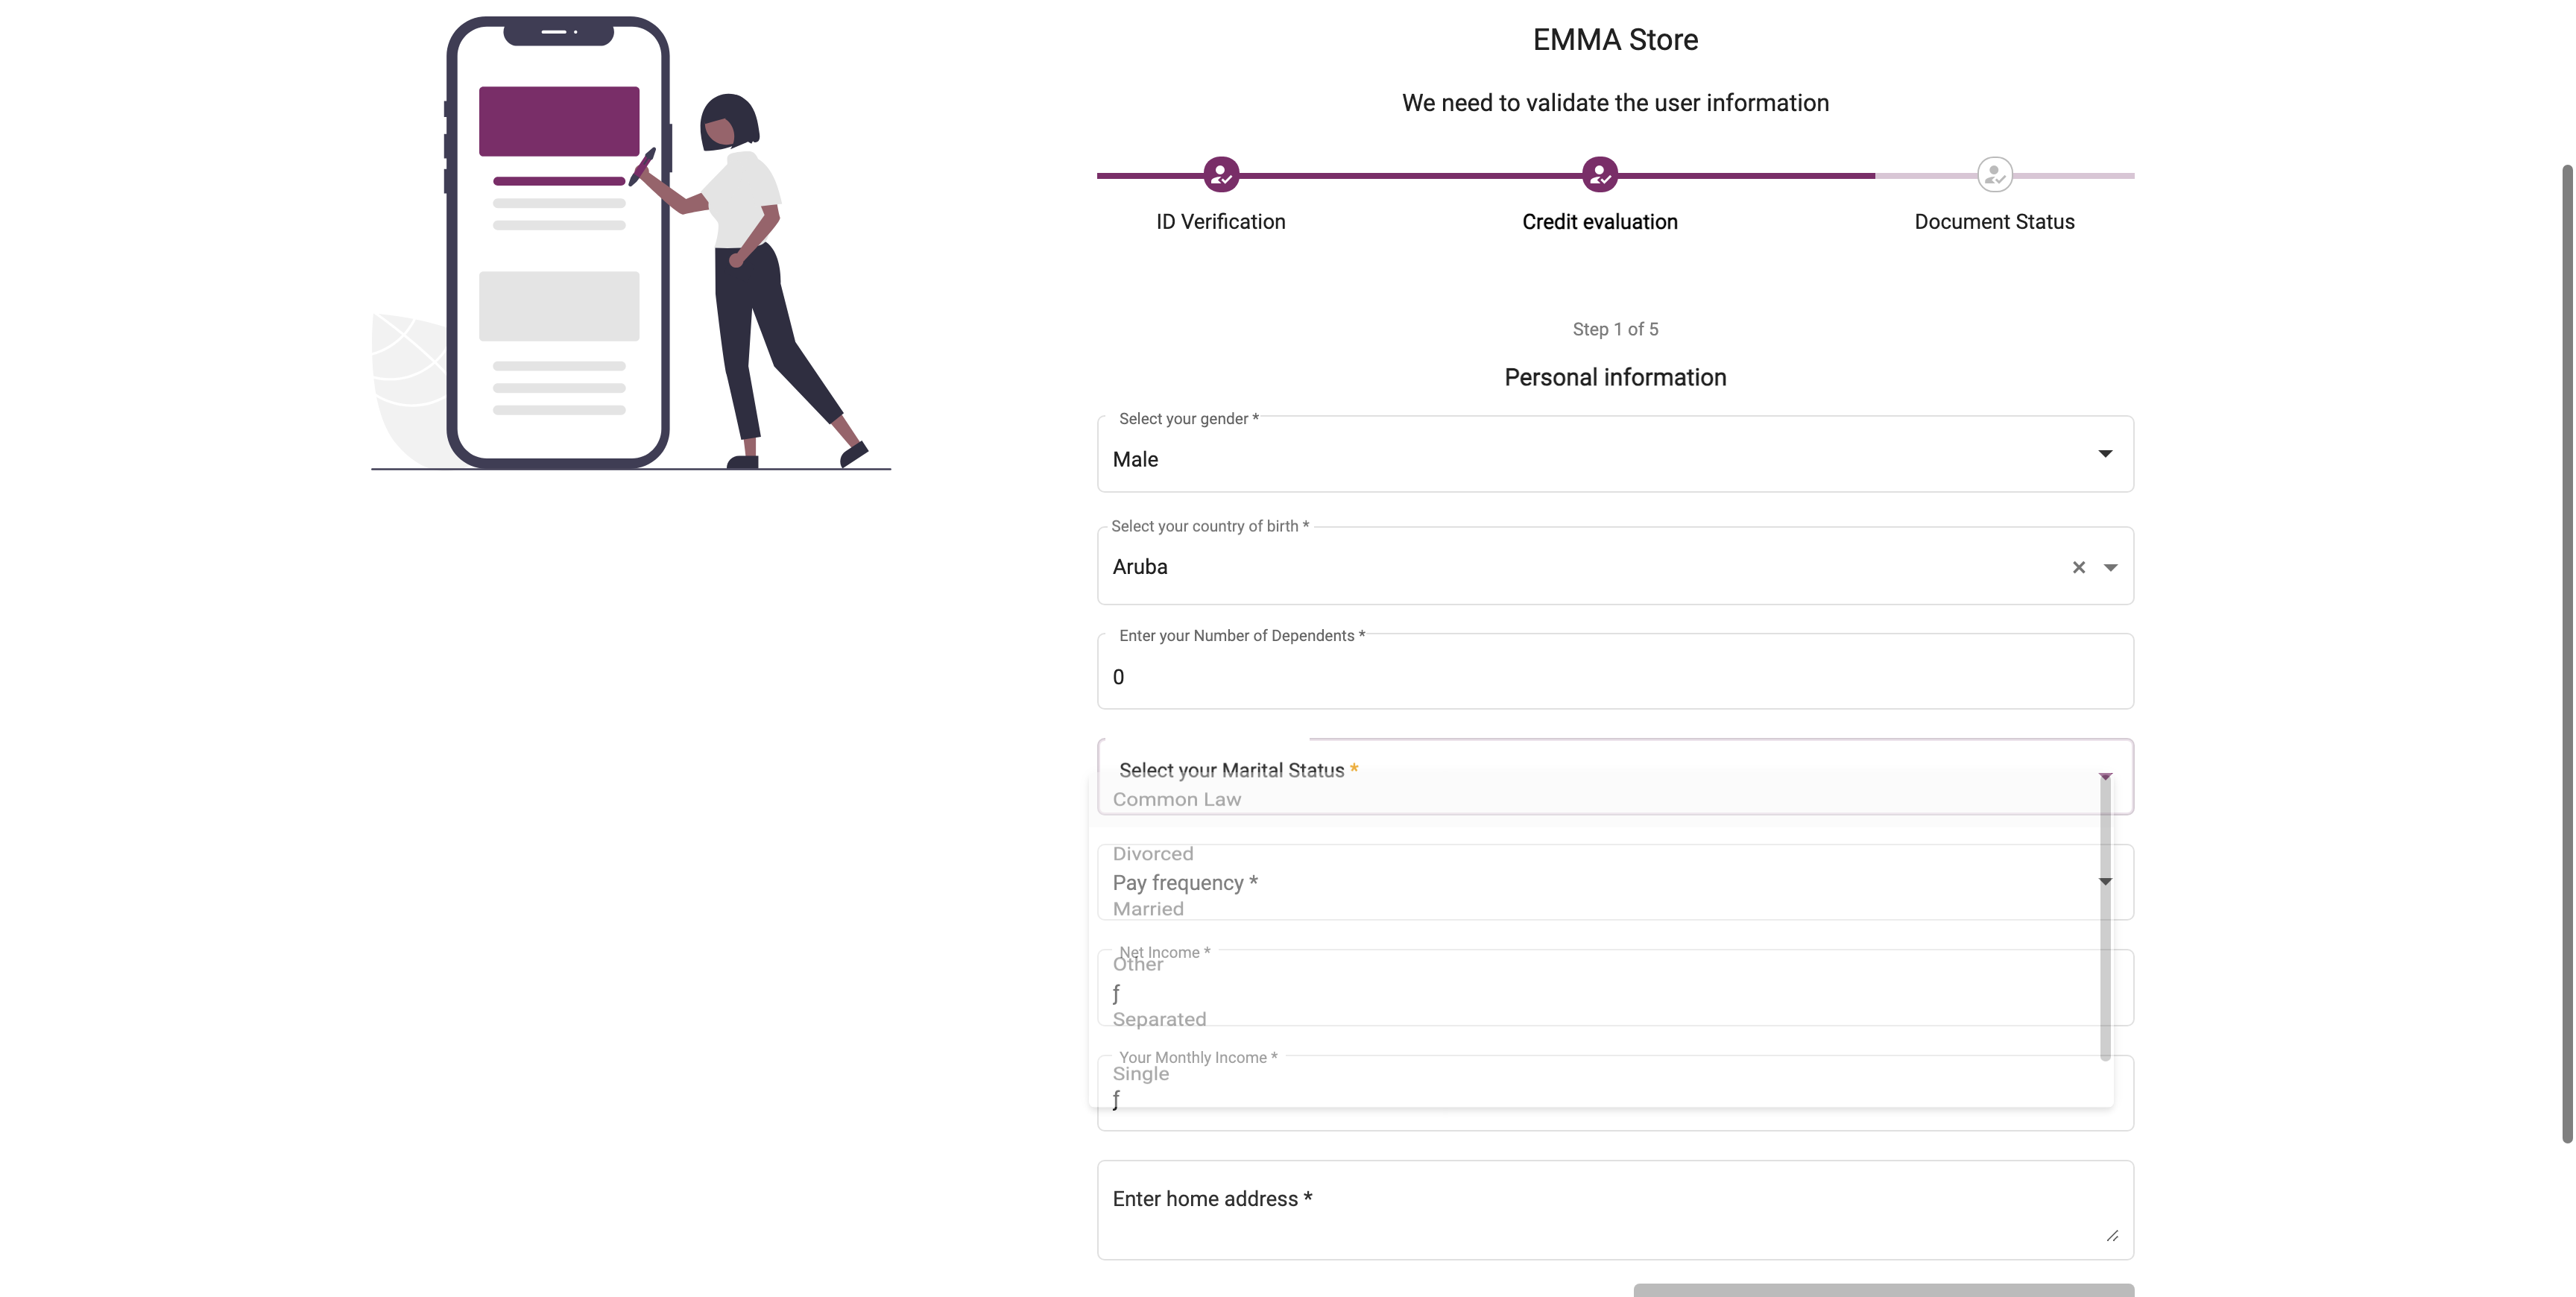 EMMA Store
We need to validate the user information
ID Verification
Credit evaluation
Document Status
Step 1 of 5
Personal information
Select your gender *
Male
Select your country of birth *
Aruba
Enter your Number of Dependents *
0
Select your Marital Status *
Common Law
Divorced
Pay frequency *
Married
Net Income *
Other
ƒ
Separated
Your Monthly Income *
Single
ƒ
Enter home address *